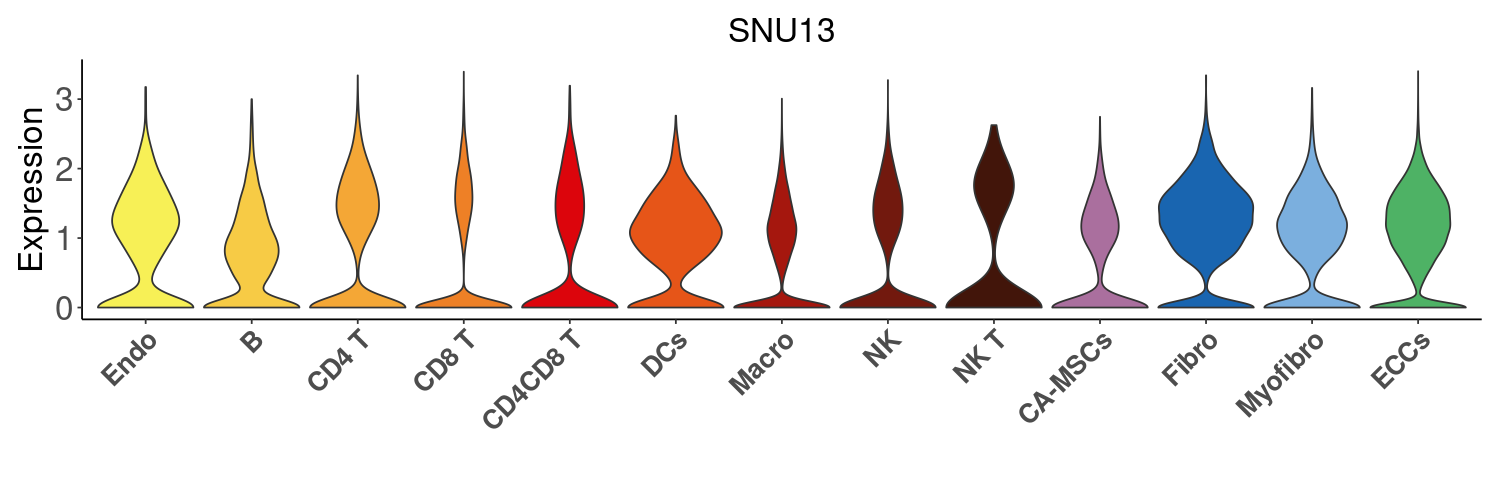 SNU13
Expression
3
2
1
0
Endo
B
CD4 T
CD8 T
CD4CD8 T
DCs
Macro
NK
NK T
CA-MSCs
Fibro
Myofibro
ECCs